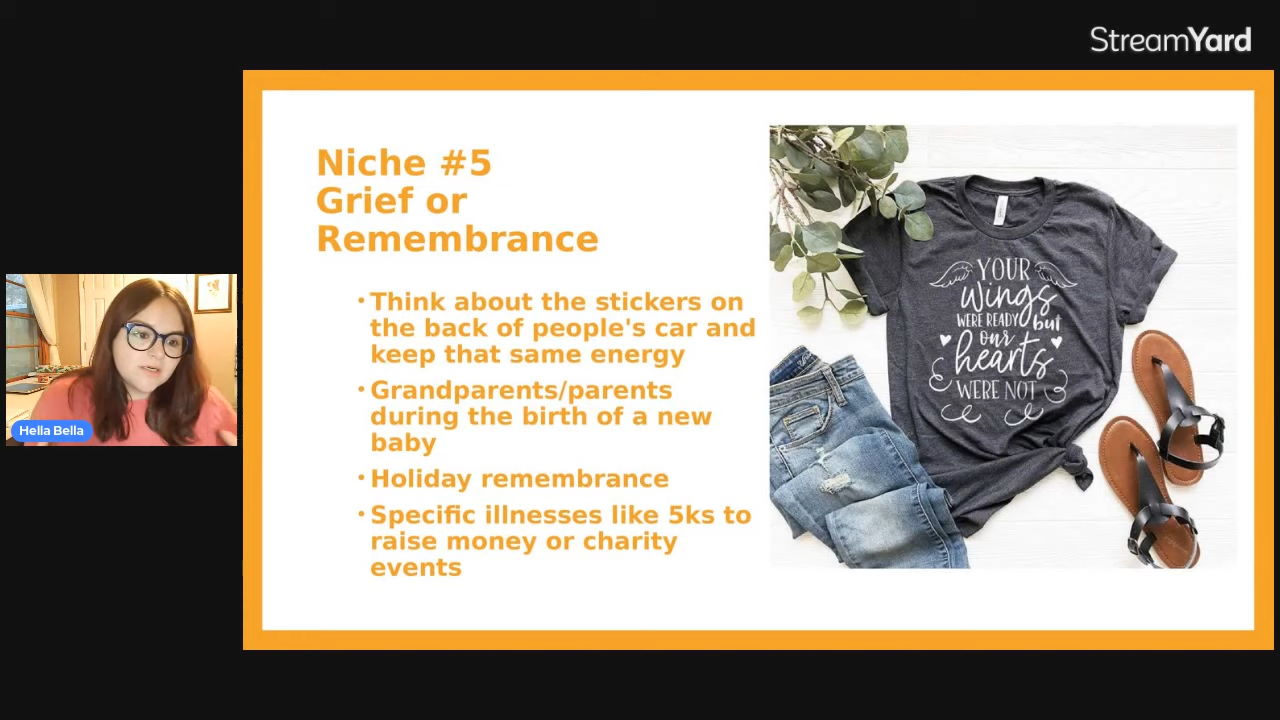 StreamYard
Niche #5
Grief or
Remembrance
• Think about the stickers on
the back of people's car and
keep that same energy
• Grandparents/parents
during the birth of a new
baby
• Holiday remembrance
• Specific illnesses like 5ks to
raise money or charity
events
YOUR
wings
WERE READY but
our
hearts
WERE NOT
Hella Bella